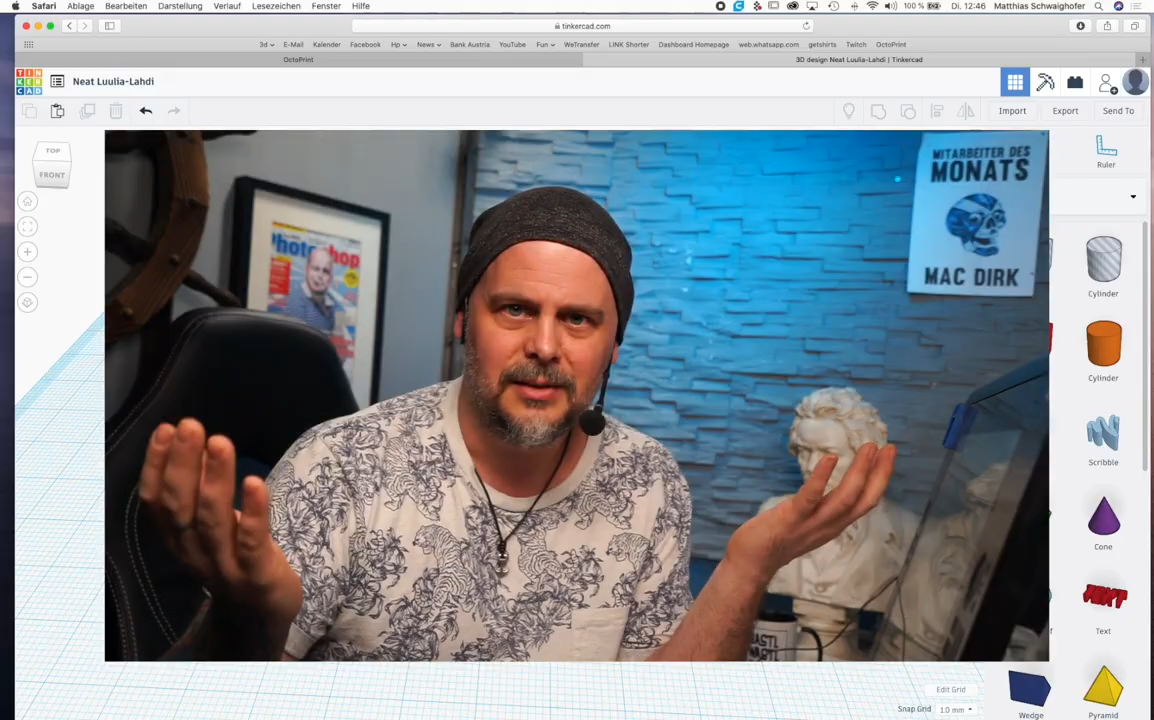 Safari Ablage Bearbeiten Darstellung Verlauf Lesezeichen Fenster Hilfe 100 % Di. 12:46 Matthias Schwaighofer
tinkercad.com
3d E-Mail Kalender Facebook Hp News Bank Austria YouTube Fun WeTransfer LINK Shorter Dashboard Homepage web.whatsapp.com getshirts Twitch OctoPrint
OctoPrint 3D design Neat Luulia-Lahdi | Tinkercad
TIN
KER
CAD
Neat Luulia-Lahdi
Import Export Send To
TOP
FRONT
Ruler
MITARBEITER DES
MONATS
MAC DIRK
Photoshop
Cylinder
Cylinder
Scribble
Cone
Text
TEXT
Wedge
Pyramid
Edit Grid
Snap Grid 1.0 mm